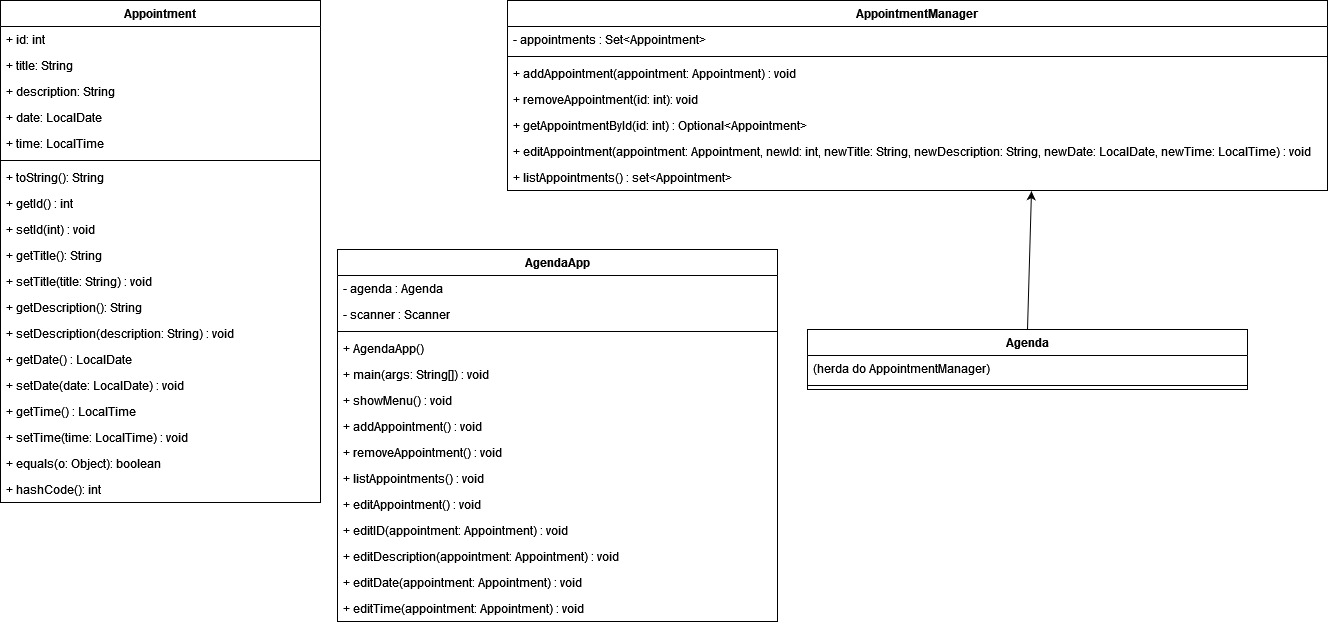 Appointment
+ id: int
+ title: String
+ description: String
+ date: LocalDate
+ time: LocalTime
+ toString(): String
+ getId() : int
+ setId(int) : void
+ getTitle(): String
+ setTitle(title: String) : void
+ getDescription(): String
+ setDescription(description: String) : void
+ getDate() : LocalDate
+ setDate(date: LocalDate) : void
+ getTime() : LocalTime
+ setTime(time: LocalTime) : void
+ equals(o: Object): boolean
+ hashCode(): int
AppointmentManager
- appointments : Set<Appointment>
+ addAppointment(appointment: Appointment) : void
+ removeAppointment(id: int): void
+ getAppointmentById(id: int) : Optional<Appointment>
+ editAppointment(appointment: Appointment, newId: int, newTitle: String, newDescription: String, newDate: LocalDate, newTime: LocalTime) : void
+ listAppointments() : set<Appointment>
AgendaApp
- agenda : Agenda
- scanner : Scanner
+ AgendaApp()
+ main(args: String[]) : void
+ showMenu() : void
+ addAppointment() : void
+ removeAppointment() : void
+ listAppointments() : void
+ editAppointment() : void
+ editID(appointment: Appointment) : void
+ editDescription(appointment: Appointment) : void
+ editDate(appointment: Appointment) : void
+ editTime(appointment: Appointment) : void
Agenda
(herda do AppointmentManager)